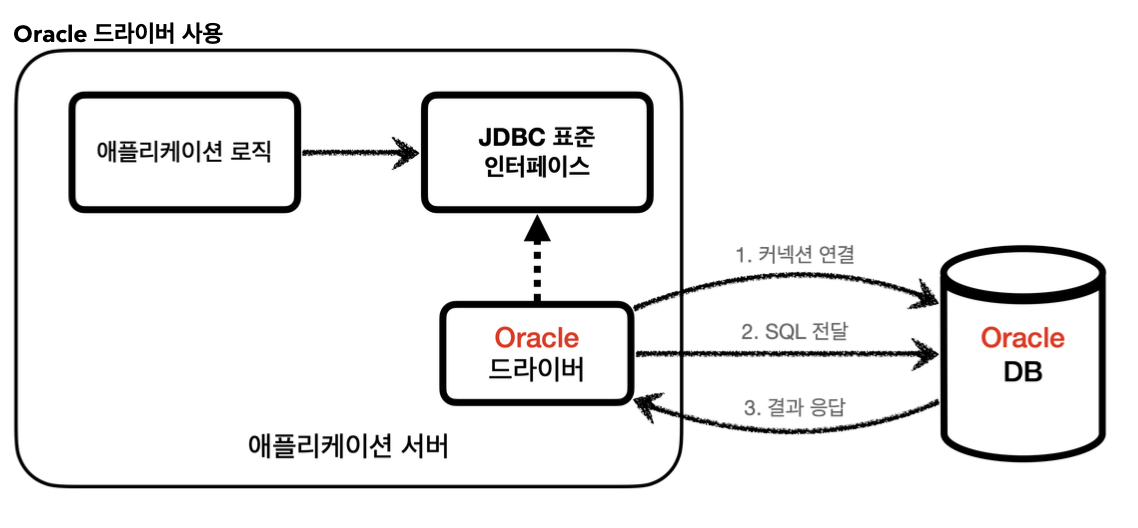 Oracle 드라이버 사용
애플리케이션 로직
JDBC 표준
인터페이스
1. 커넥션 연결
Oracle
드라이버
2. SQL 전달
Oracle
DB
3. 결과 응답
애플리케이션 서버